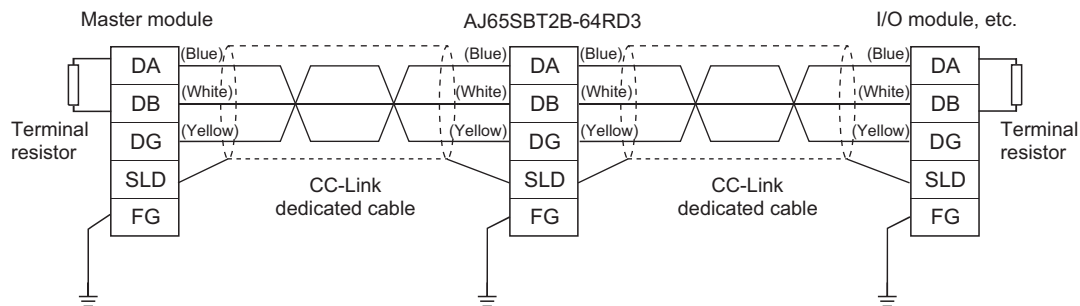 Master module AJ65SBT2B-64RD3 I/O module, etc.
DA (Blue) (Blue) DA (Blue) (Blue) DA
DB (White) (White) DB (White) (White) DB
Terminal resistor DG (Yellow) (Yellow) DG (Yellow) (Yellow) DG Terminal resistor
SLD CC-Link dedicated cable SLD CC-Link dedicated cable SLD
FG FG FG